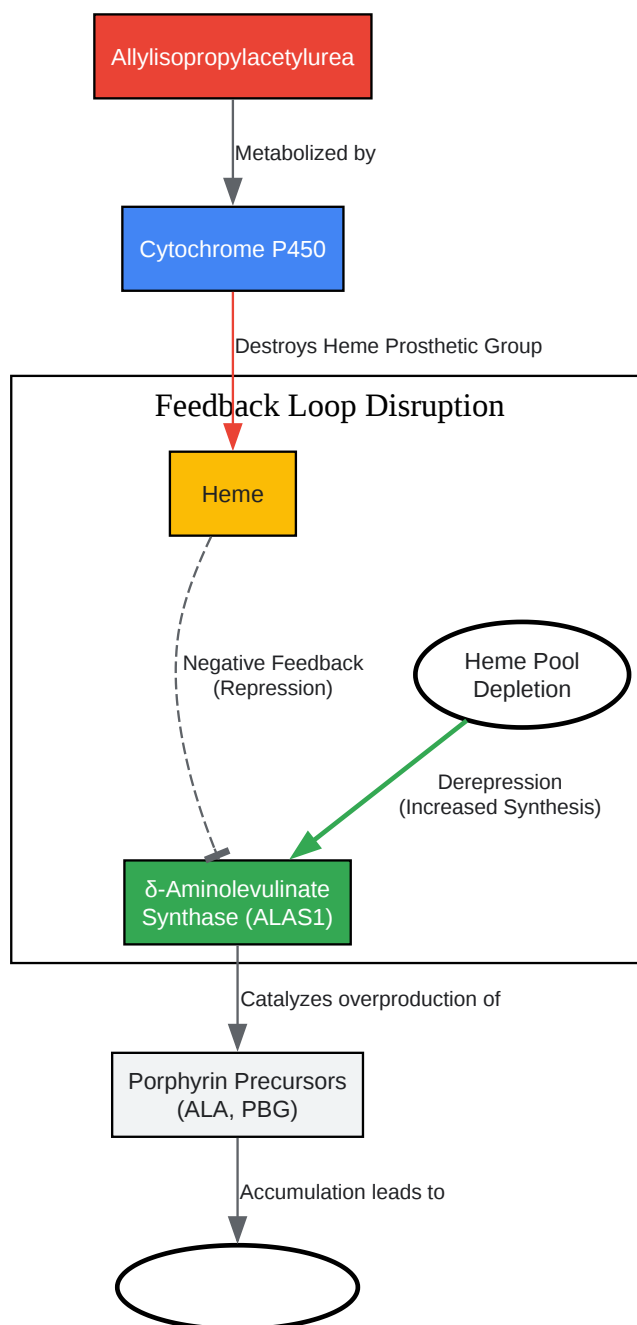 Allylisopropylacetylurea
Metabolized by
Cytochrome P450
Destroys Heme Prosthetic Group
Feedback Loop Disruption
Heme
Negative Feedback
(Repression)
Heme Pool
Depletion
Derepression
(Increased Synthesis)
δ-Aminolevulinate
Synthase (ALAS1)
Catalyzes overproduction of
Porphyrin Precursors
(ALA, PBG)
Accumulation leads to